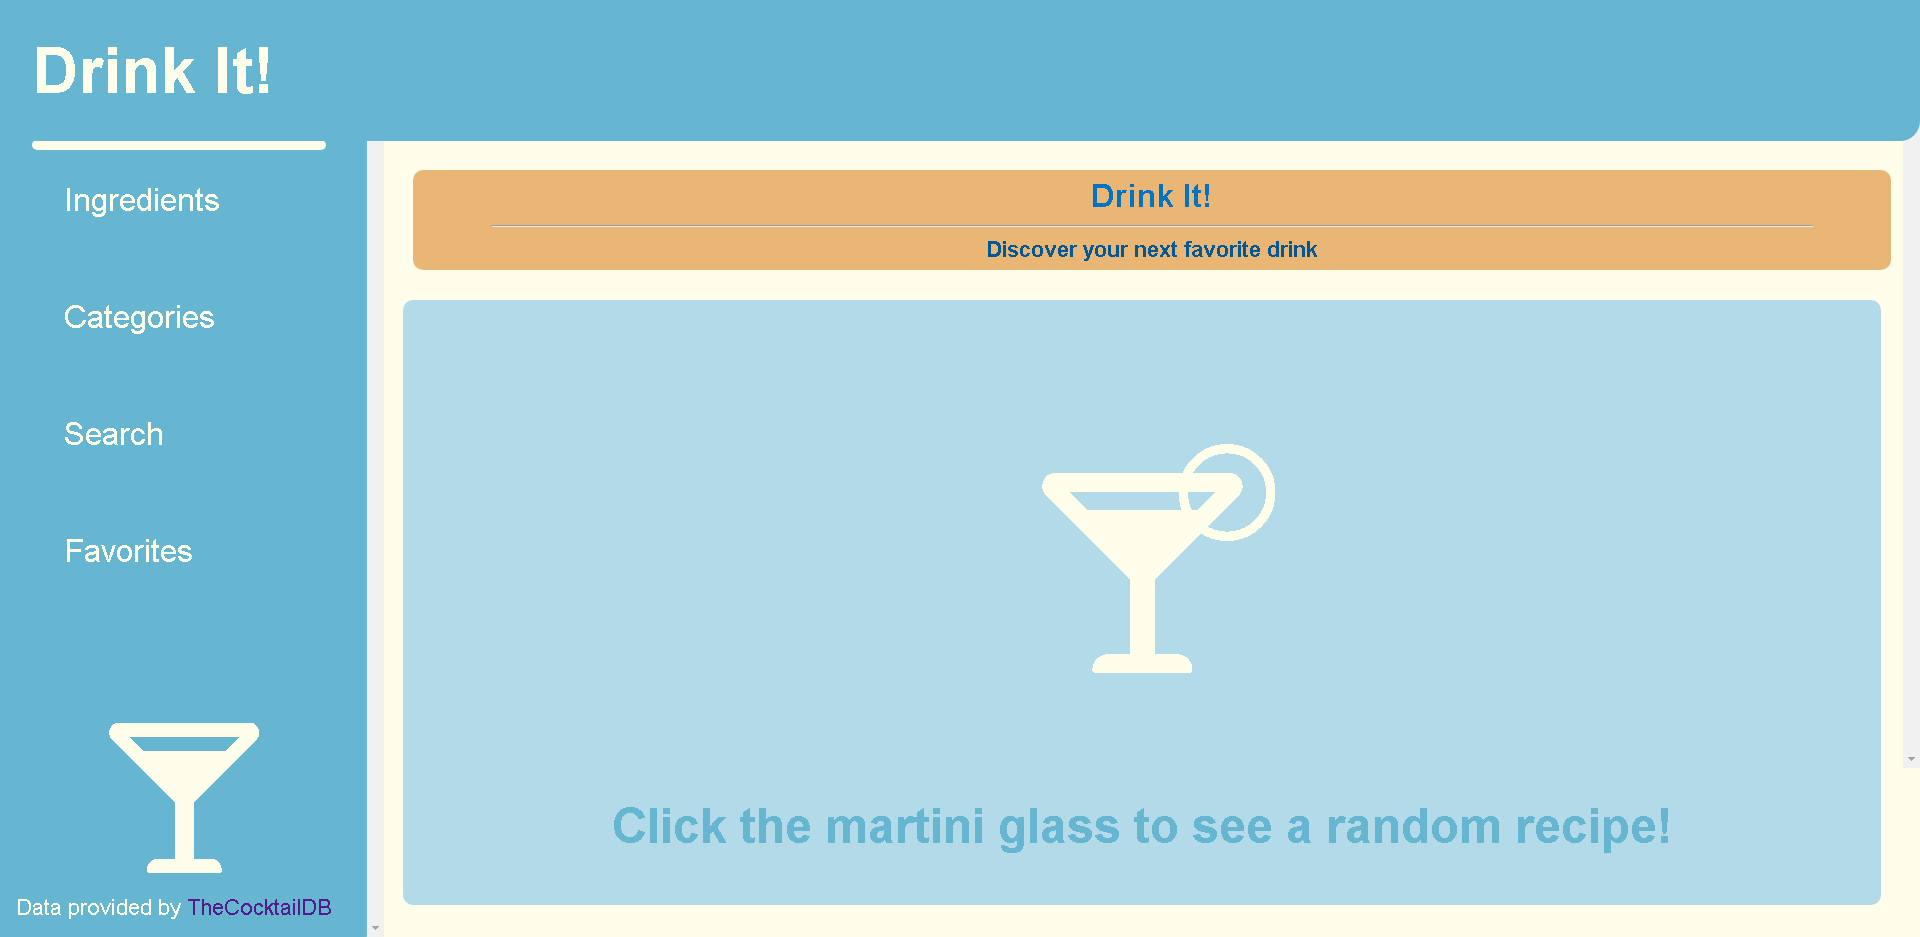 Drink It!
Ingredients
Categories
Search
Favorites
Data provided by TheCocktailDB
Drink It!
Discover your next favorite drink
Click the martini glass to see a random recipe!